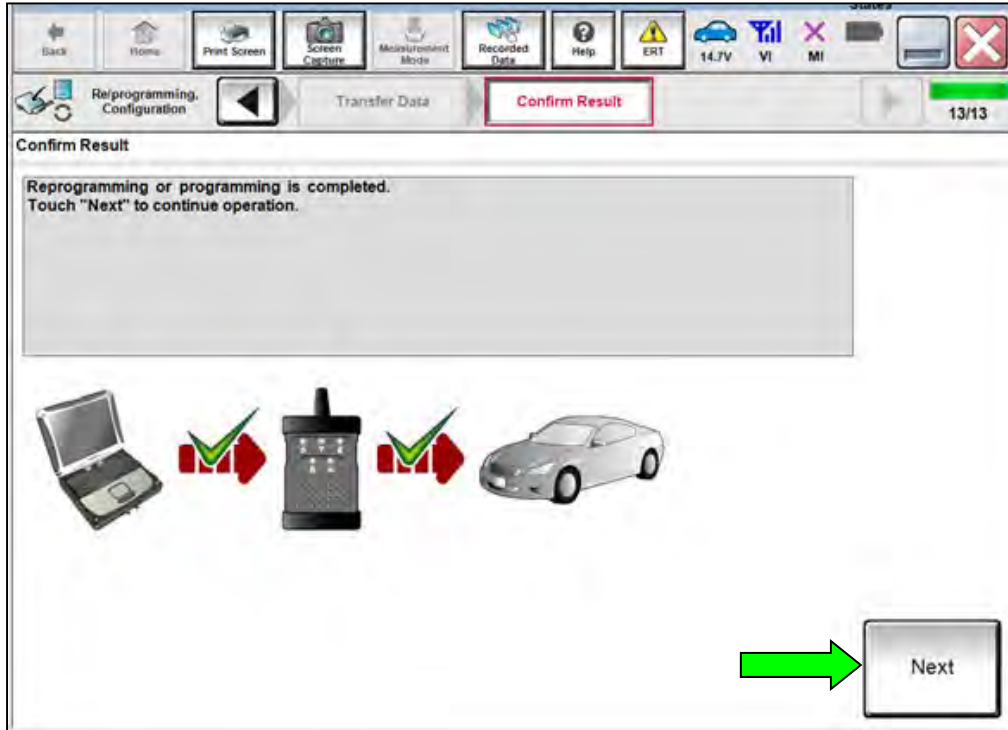 States
Back
Home
Print Screen
Screen
Capture
Measurement
Mode
Recorded
Data
Help
ERT
14.7V
VI
MI
Re/programming,
Configuration
Transfer Data
Confirm Result
13/13
Confirm Result
Reprogramming or programming is completed.
Touch "Next" to continue operation.
Next